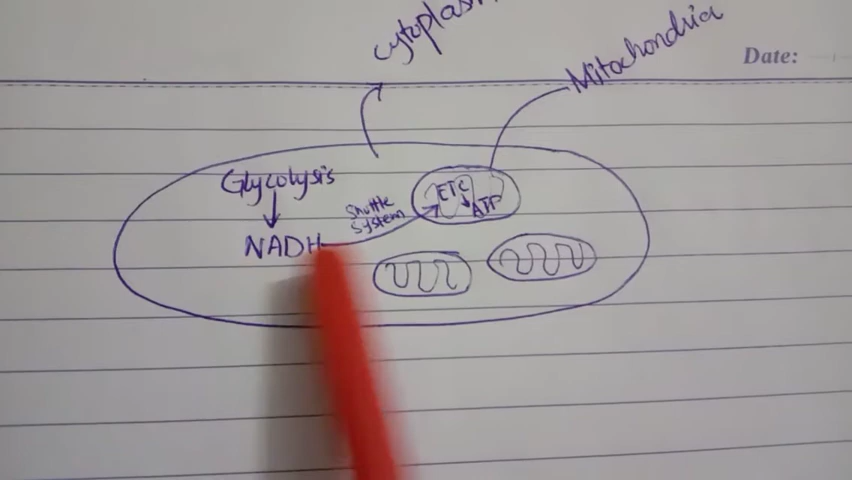 cytoplasm
Mitochondria
Date:
Glycolysis
Shuttle
System
ETC
ATP
NADH